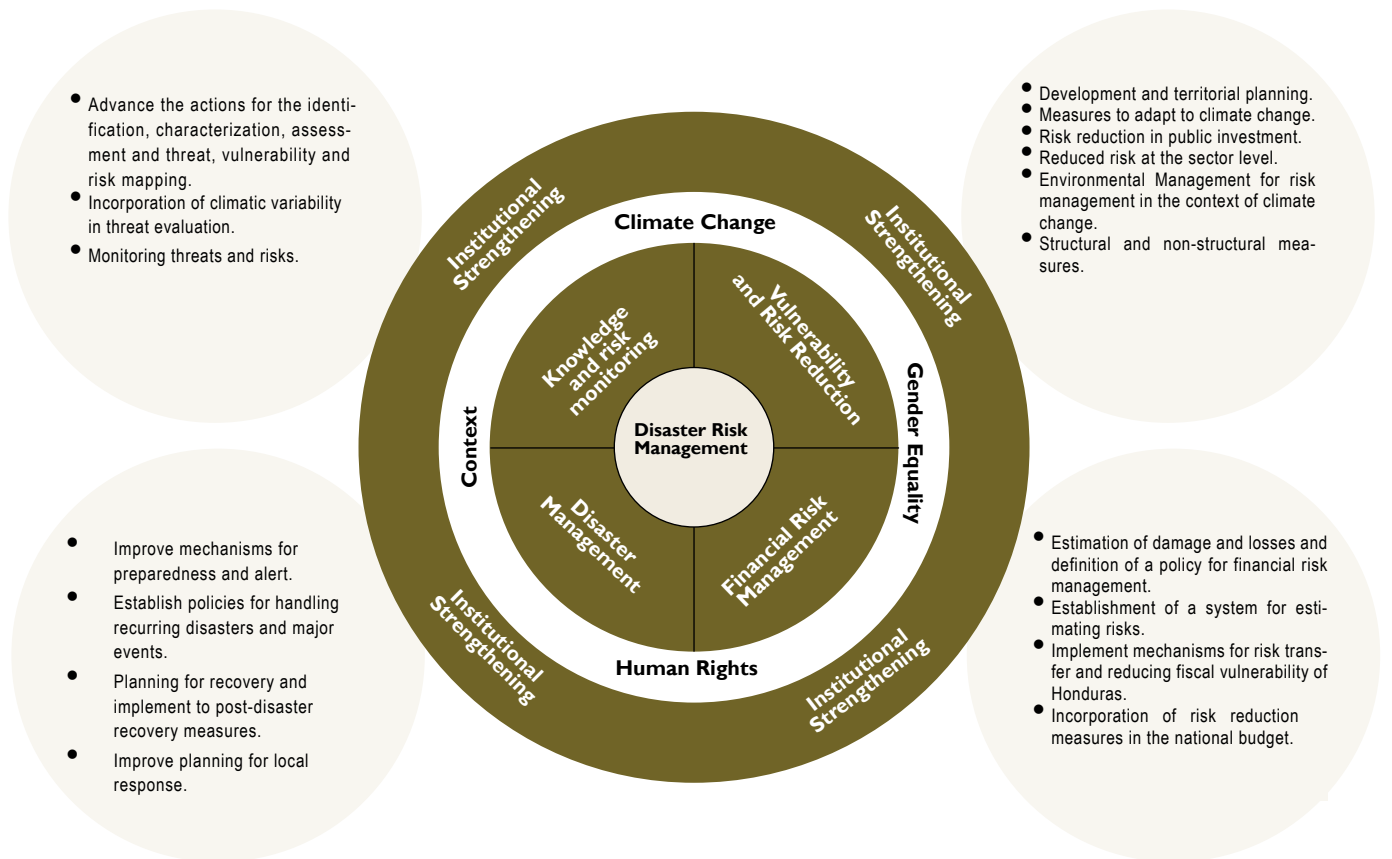 • Advance the actions for the identi-
fication, characterization, assess-
ment and threat, vulnerability and
risk mapping.
• Incorporation of climatic variability
in threat evaluation.
• Monitoring threats and risks.
• Development and territorial planning.
• Measures to adapt to climate change.
• Risk reduction in public investment.
• Reduced risk at the sector level.
• Environmental Management for risk
management in the context of climate
change.
• Structural and non-structural mea-
sures.
Institutional
Strengthening
Institutional
Strengthening
Climate Change
Knowledge
and risk
monitoring
Vulnerability
and Risk Reduction
Context
Disaster Risk
Management
Gender Equality
Disaster
Management
Financial Risk
Management
Human Rights
Institutional
Strengthening
Institutional
Strengthening
• Improve mechanisms for
preparedness and alert.
• Establish policies for handling
recurring disasters and major
events.
• Planning for recovery and
implement to post-disaster
recovery measures.
• Improve planning for local
response.
• Estimation of damage and losses and
definition of a policy for financial risk
management.
• Establishment of a system for esti-
mating risks.
• Implement mechanisms for risk trans-
fer and reducing fiscal vulnerability of
Honduras.
• Incorporation of risk reduction
measures in the national budget.